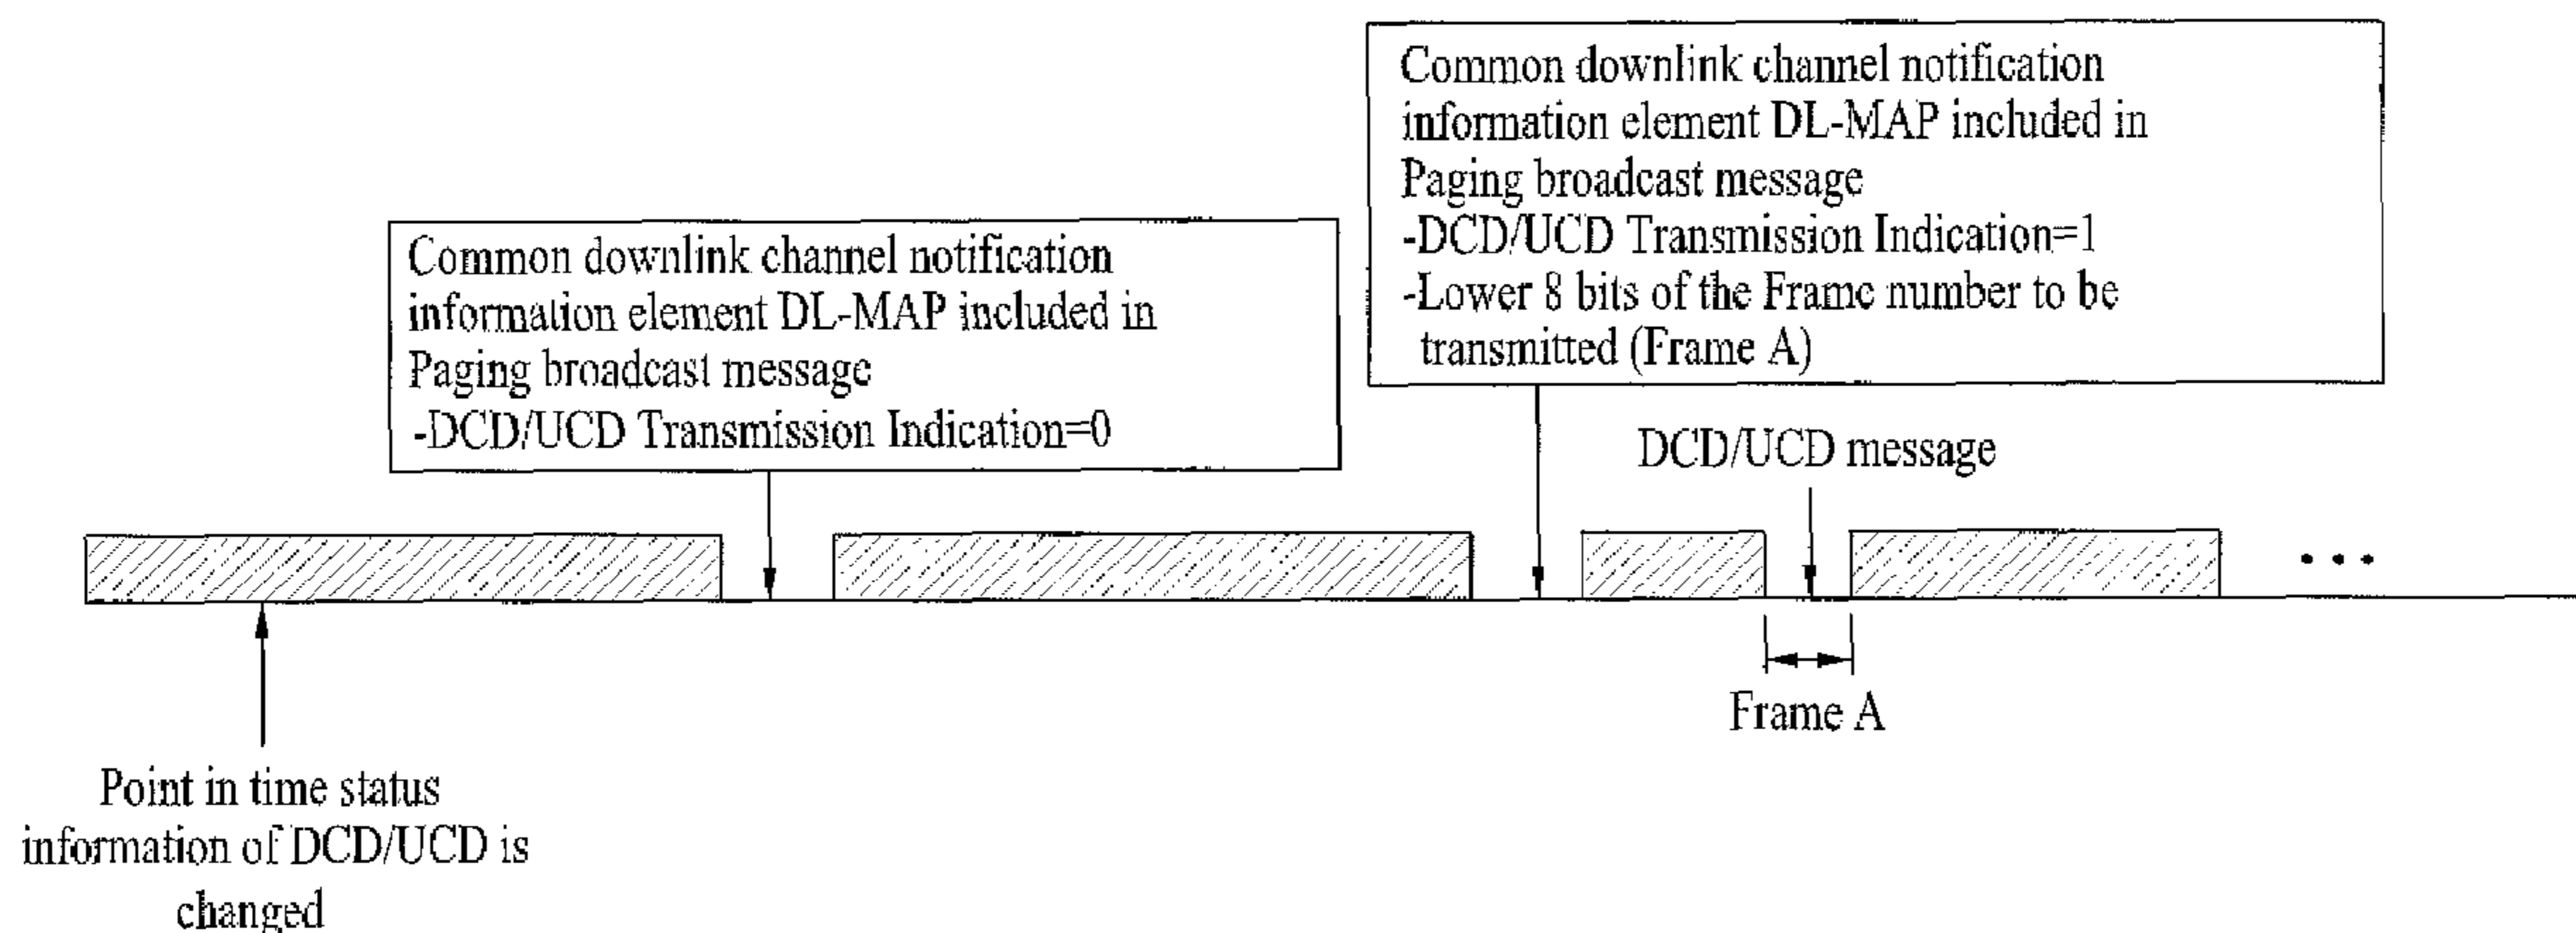 Common downlink channel notification
information element DL-MAP included in
Paging broadcast message
-DCD/UCD Transmission Indication=1
-Lower 8 bits of the Frame number to be
transmitted (Frame A)
Common downlink channel notification
information element DL-MAP included in
Paging broadcast message
-DCD/UCD Transmission Indication=0
DCD/UCD message
Frame A
Point in time status
information of DCD/UCD is
changed